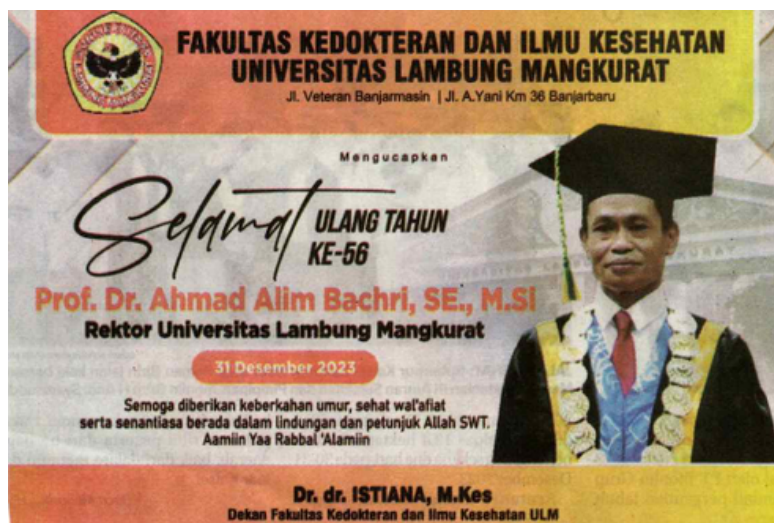 FAKULTAS KEDOKTERAN DAN ILMU KESEHATAN
UNIVERSITAS LAMBUNG MANGKURAT
Jl. Veteran Banjarmasin | Jl. A.Yani Km 36 Banjarbaru
Mengucapkan
Selamat ULANG TAHUN
KE-56
Prof. Dr. Ahmad Alim Bachri, SE., M.Si
Rektor Universitas Lambung Mangkurat
31 Desember 2023
Semoga diberikan keberkahan umur, sehat wal'afiat
serta senantiasa berada dalam lindungan dan petunjuk Allah SWT.
Aamiin Yaa Rabbal 'Alamiin
Dr. dr. ISTIANA, M.Kes
Dekan Fakultas Kedokteran dan Ilmu Kesehatan ULM